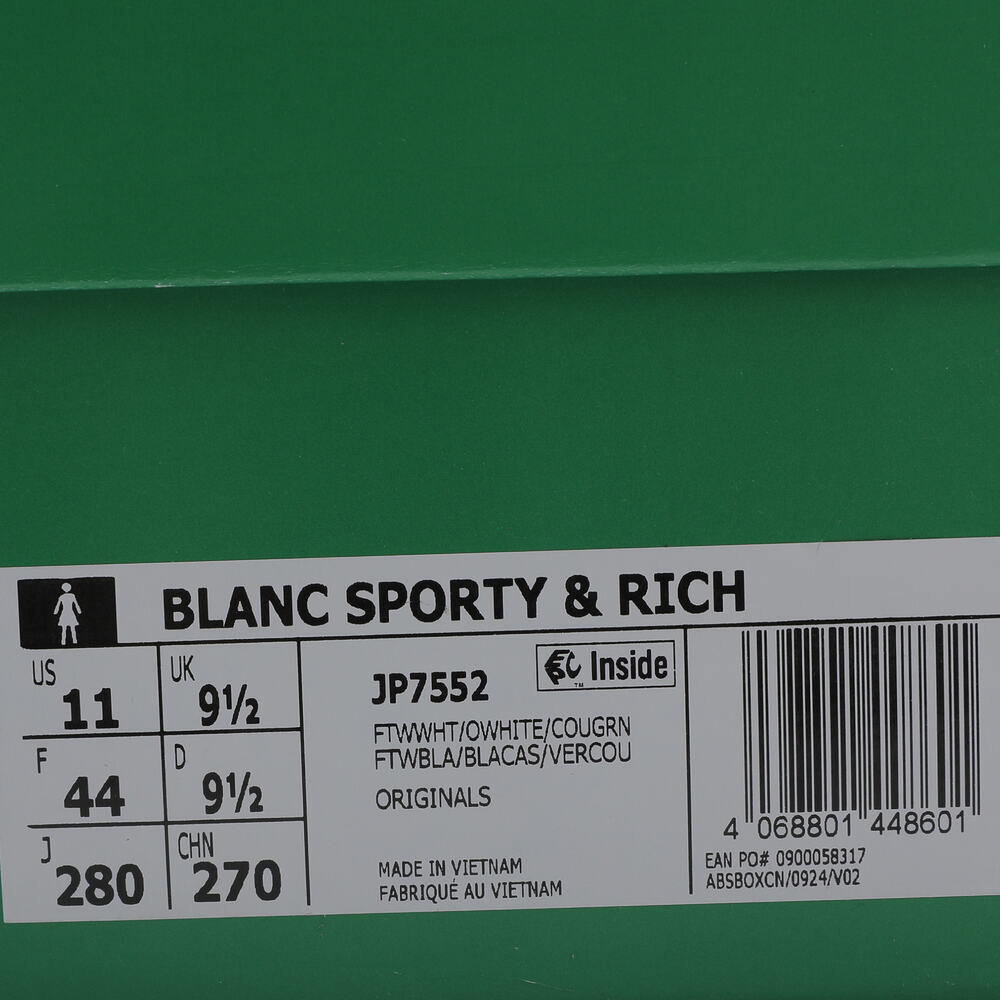 BLANC SPORTY & RICH
US 11 UK 9½
F 44 D 9½
J 280 CHN 270
JP7552
Inside™
FTWWHT/OWHITE/COUGRN
FTWBLA/BLACAS/VERCOU
ORIGINALS
MADE IN VIETNAM
FABRIQUÉ AU VIETNAM
4 068801 448601
EAN PO# 0900058317
ABSBOXCN/0924/V02